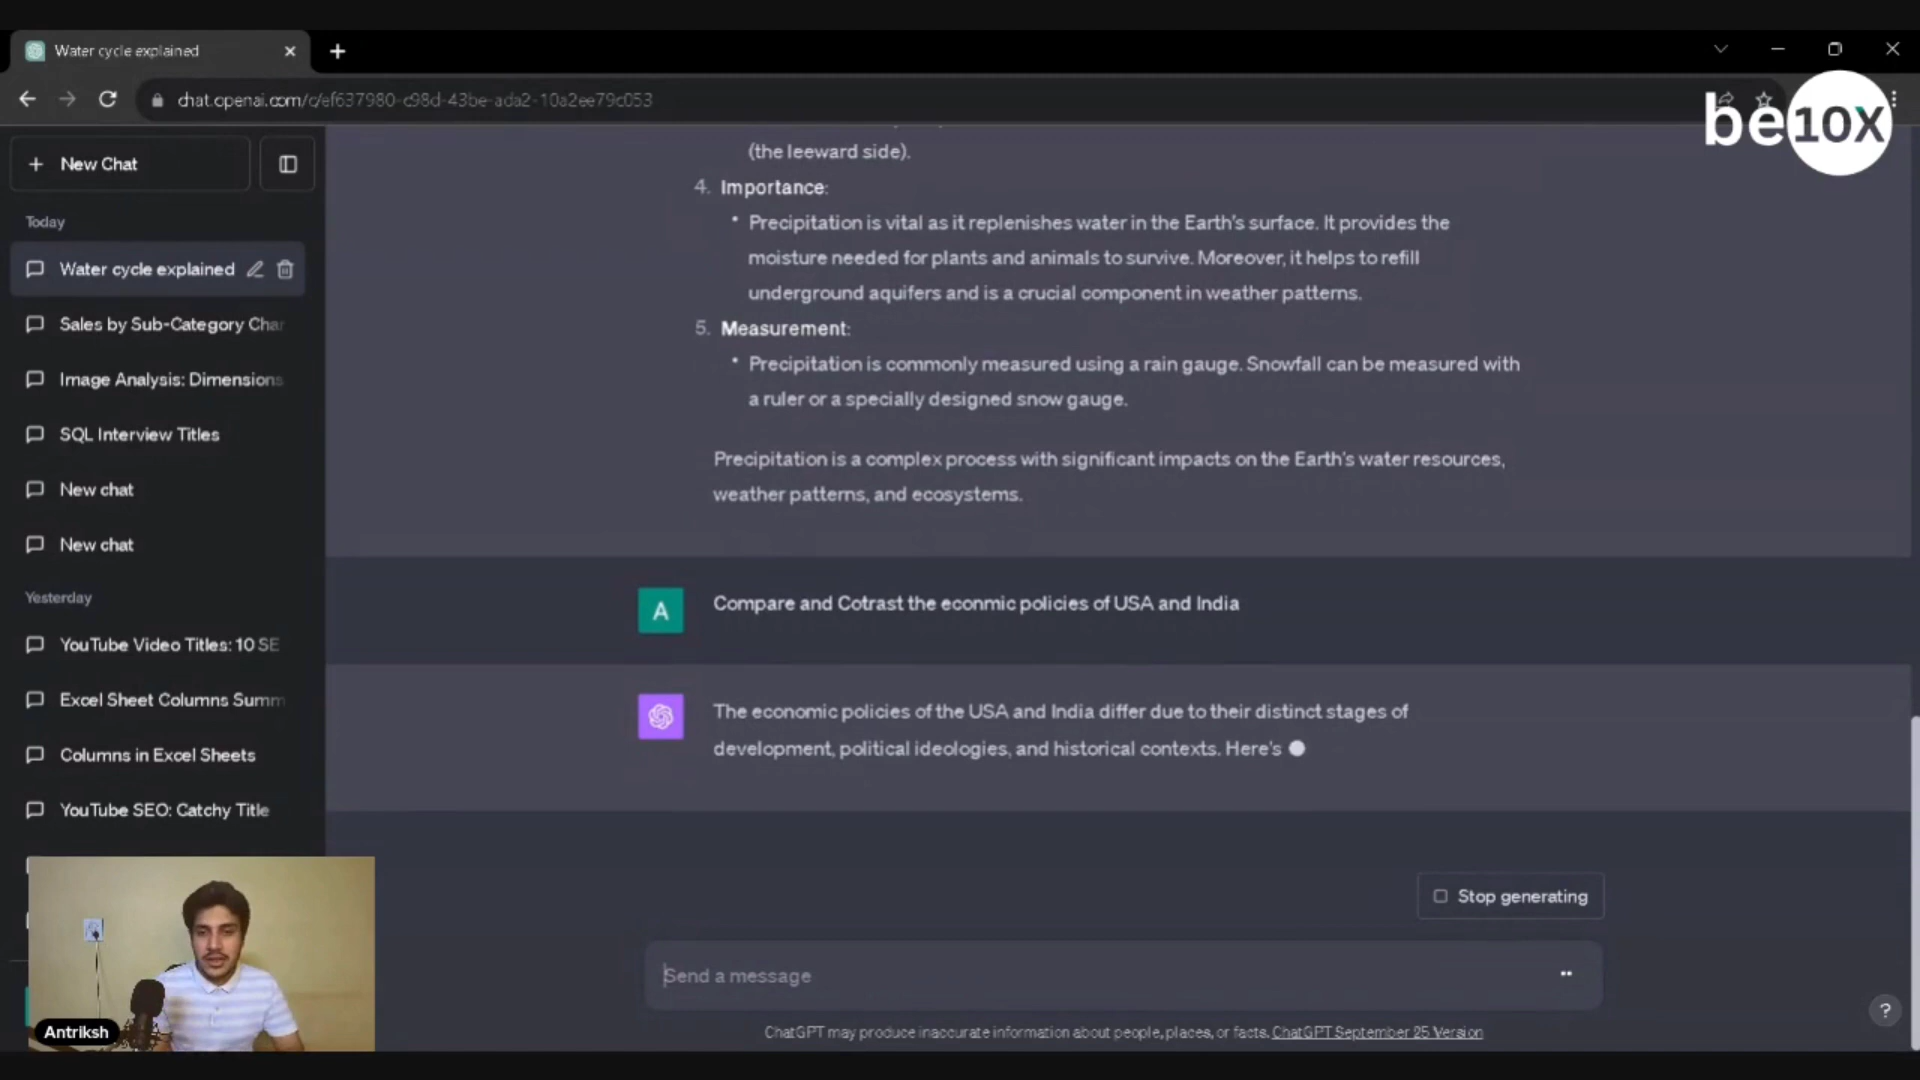 Water cycle explained
chat.openai.com/c/ef637980-c98d-43be-ada2-10a2ee79c053
be10X
New Chat
Today
Water cycle explained
Sales by Sub-Category Char
Image Analysis: Dimensions
SQL Interview Titles
New chat
New chat
Yesterday
YouTube Video Titles: 10 SE
Excel Sheet Columns Summ
Columns in Excel Sheets
YouTube SEO: Catchy Title
Antriksh
(the leeward side).
4. Importance:
• Precipitation is vital as it replenishes water in the Earth's surface. It provides the
moisture needed for plants and animals to survive. Moreover, it helps to refill
underground aquifers and is a crucial component in weather patterns.
5. Measurement:
• Precipitation is commonly measured using a rain gauge. Snowfall can be measured with
a ruler or a specially designed snow gauge.
Precipitation is a complex process with significant impacts on the Earth's water resources,
weather patterns, and ecosystems.
A
Compare and Cotrast the econmic policies of USA and India
The economic policies of the USA and India differ due to their distinct stages of
development, political ideologies, and historical contexts. Here's
Stop generating
Send a message
ChatGPT may produce inaccurate information about people, places, or facts. ChatGPT September 25 Version
?